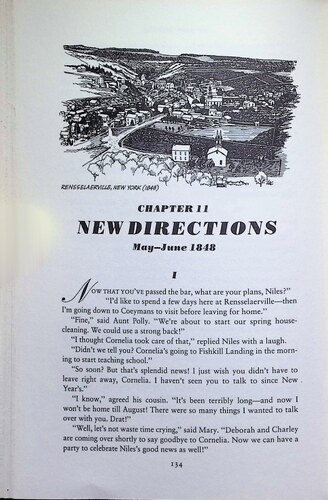 RENSSELAERVILLE, NEW YORK (1848)
CHAPTER 11
NEW DIRECTIONS
May–June 1848
I
NOW THAT YOU'VE passed the bar, what are your plans, Niles?"
"I'd like to spend a few days here at Rensselaerville—then
I'm going down to Coeymans to visit before leaving for home."
"Fine," said Aunt Polly. "We're about to start our spring house-
cleaning. We could use a strong back!"
"I thought Cornelia took care of that," replied Niles with a laugh.
"Didn't we tell you? Cornelia's going to Fishkill Landing in the morn-
ing to start teaching school."
"So soon? But that's splendid news! I just wish you didn't have to
leave right away, Cornelia. I haven't seen you to talk to since New
Year's."
"I know," agreed his cousin. "It's been terribly long—and now I
won't be home till August! There were so many things I wanted to talk
over with you. Drat!"
"Well, let's not waste time crying," said Mary. "Deborah and Charley
are coming over shortly to say goodbye to Cornelia. Now we can have a
party to celebrate Niles's good news as well!"
134